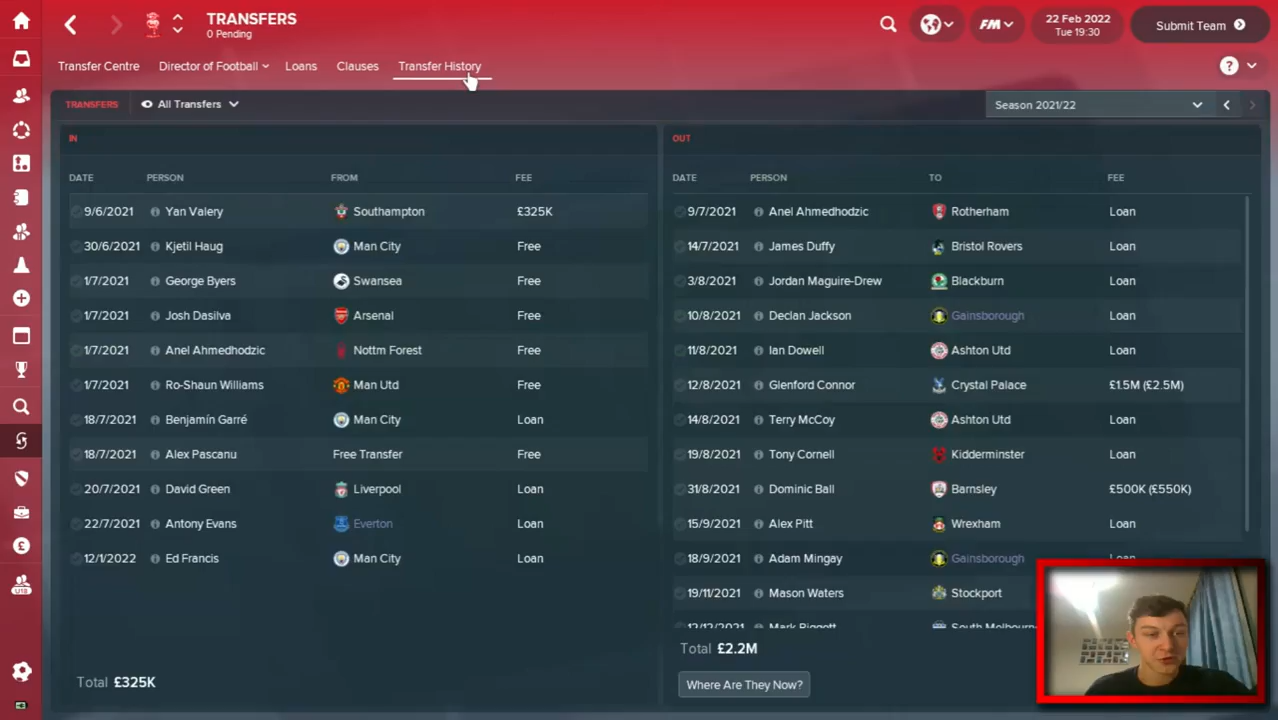 TRANSFERS
0 Pending
FM
22 Feb 2022
Tue 19:30
Submit Team
Transfer Centre
Director of Football
Loans
Clauses
Transfer History
?
TRANSFERS
All Transfers
Season 2021/22
IN
DATE PERSON FROM FEE
9/6/2021 Yan Valery Southampton £325K
30/6/2021 Kjetil Haug Man City Free
1/7/2021 George Byers Swansea Free
1/7/2021 Josh Dasilva Arsenal Free
1/7/2021 Anel Ahmedhodzic Nottm Forest Free
1/7/2021 Ro-Shaun Williams Man Utd Free
18/7/2021 Benjamín Garré Man City Loan
18/7/2021 Alex Pascanu Free Transfer Free
20/7/2021 David Green Liverpool Loan
22/7/2021 Antony Evans Everton Loan
12/1/2022 Ed Francis Man City Loan
Total £325K
OUT
DATE PERSON TO FEE
9/7/2021 Anel Ahmedhodzic Rotherham Loan
14/7/2021 James Duffy Bristol Rovers Loan
3/8/2021 Jordan Maguire-Drew Blackburn Loan
10/8/2021 Declan Jackson Gainsborough Loan
11/8/2021 Ian Dowell Ashton Utd Loan
12/8/2021 Glenford Connor Crystal Palace £1.5M (£2.5M)
14/8/2021 Terry McCoy Ashton Utd Loan
19/8/2021 Tony Cornell Kidderminster Loan
31/8/2021 Dominic Ball Barnsley £500K (£550K)
15/9/2021 Alex Pitt Wrexham Loan
18/9/2021 Adam Mingay Gainsborough Loan
19/11/2021 Mason Waters Stockport
12/12/2021 Mark Piggott South Melbourne
Total £2.2M
Where Are They Now?
U18